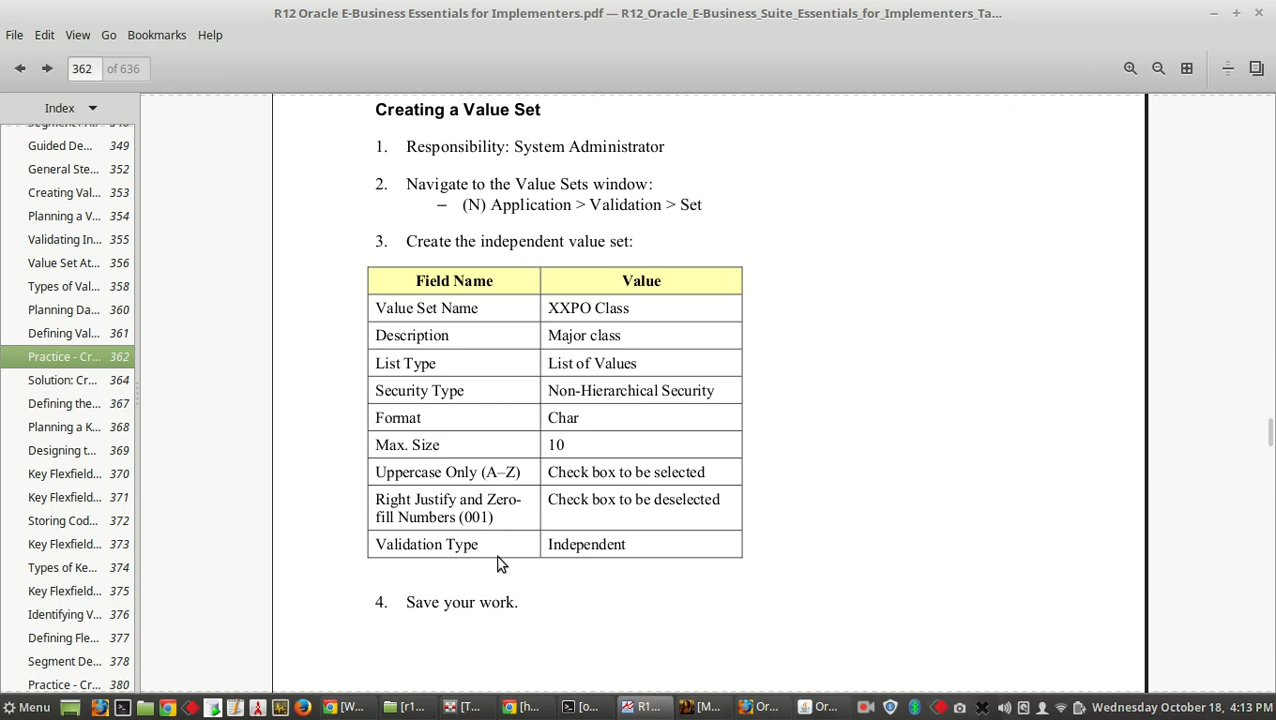 R12 Oracle E-Business Essentials for Implementers.pdf — R12_Oracle_E-Business_Suite_Essentials_for_Implementers_Ta...
File Edit View Go Bookmarks Help
362 of 636
Index
Guided De... 349
General Ste... 352
Creating Val... 353
Planning a V... 354
Validating In... 355
Value Set At... 356
Types of Val... 358
Planning Da... 360
Defining Val... 361
Practice - Cr... 362
Solution: Cr... 364
Defining the... 367
Planning a K... 368
Designing t... 369
Key Flexfield... 370
Key Flexfield... 371
Storing Cod... 372
Key Flexfield... 373
Types of Ke... 374
Key Flexfield... 375
Identifying V... 376
Defining Fle... 377
Segment De... 378
Practice - Cr... 380
Creating a Value Set
1. Responsibility: System Administrator
2. Navigate to the Value Sets window:
– (N) Application > Validation > Set
3. Create the independent value set:
Field Name Value
Value Set Name XXPO Class
Description Major class
List Type List of Values
Security Type Non-Hierarchical Security
Format Char
Max. Size 10
Uppercase Only (A–Z) Check box to be selected
Right Justify and Zero- Check box to be deselected
fill Numbers (001)
Validation Type Independent
4. Save your work.
Menu [W... [r1... [T... [h... [o... R1... [M... Or... Or... Wednesday October 18, 4:13 PM